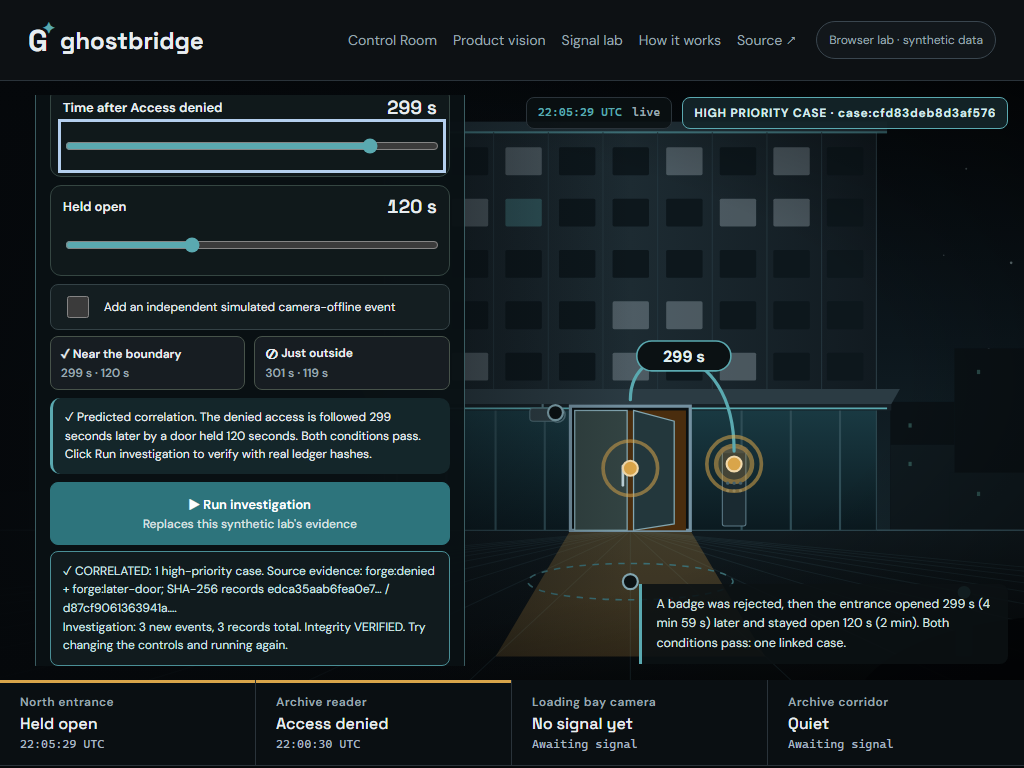 G ghostbridge
Control Room Product vision Signal lab How it works Source ↗ Browser lab · synthetic data
Time after Access denied 299 s
Held open 120 s
Add an independent simulated camera-offline event
✓ Near the boundary
299 s · 120 s
⊘ Just outside
301 s · 119 s
✓ Predicted correlation. The denied access is followed 299
seconds later by a door held 120 seconds. Both conditions pass.
Click Run investigation to verify with real ledger hashes.
▶ Run investigation
Replaces this synthetic lab's evidence
✓ CORRELATED: 1 high-priority case. Source evidence: forge:denied
+ forge:later-door; SHA-256 records edca35aab6fea0e7… /
d87cf9061363941a….
Investigation: 3 new events, 3 records total. Integrity VERIFIED. Try
changing the controls and running again.
22:05:29 UTC live
HIGH PRIORITY CASE · case:cfd83deb8d3af576
299 s
A badge was rejected, then the entrance opened 299 s (4
min 59 s) later and stayed open 120 s (2 min). Both
conditions pass: one linked case.
North entrance
Held open
22:05:29 UTC
Archive reader
Access denied
22:00:30 UTC
Loading bay camera
No signal yet
Awaiting signal
Archive corridor
Quiet
Awaiting signal